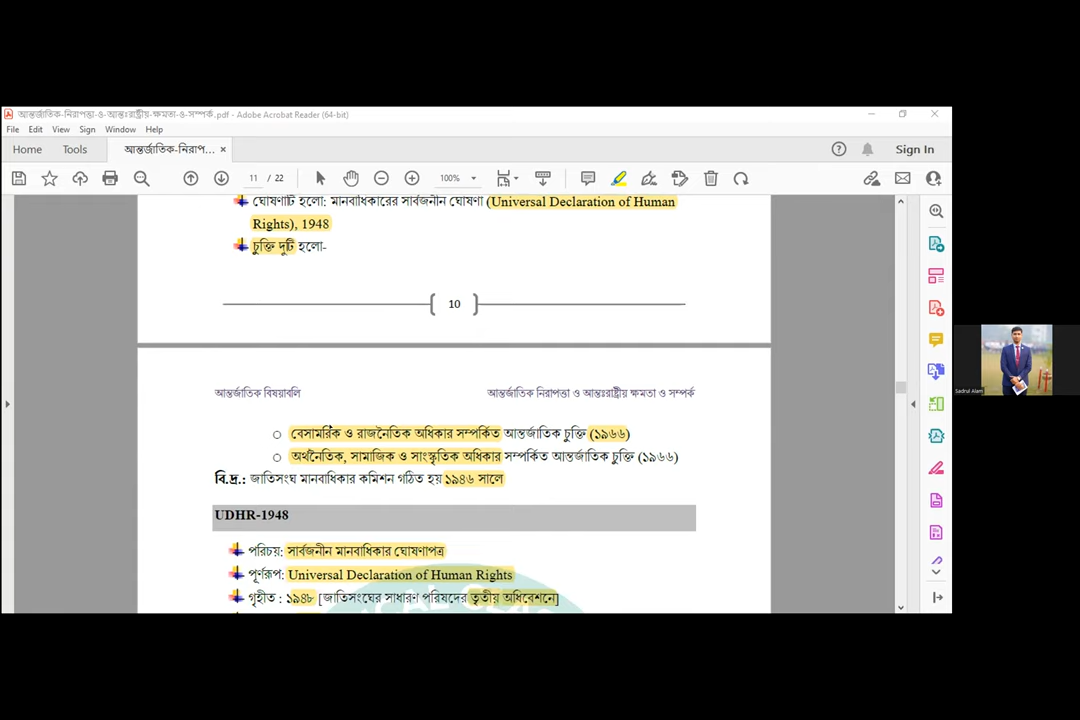 আন্তর্জাতিক-নিরাপত্তা-ও-আন্তঃরাষ্ট্রীয়-ক্ষমতা-ও-সম্পর্ক.pdf - Adobe Acrobat Reader (64-bit)
File Edit View Sign Window Help
Home Tools আন্তর্জাতিক-নিরাপ... × Sign In
11 / 22 100%
ঘোষণাটি হলো: মানবাধিকারের সার্বজনীন ঘোষণা (Universal Declaration of Human
Rights), 1948
চুক্তি দুটি হলো-
10
আন্তর্জাতিক বিষয়াবলি আন্তর্জাতিক নিরাপত্তা ও আন্তঃরাষ্ট্রীয় ক্ষমতা ও সম্পর্ক
বেসামরিক ও রাজনৈতিক অধিকার সম্পর্কিত আন্তর্জাতিক চুক্তি (১৯৬৬)
অর্থনৈতিক, সামাজিক ও সাংস্কৃতিক অধিকার সম্পর্কিত আন্তর্জাতিক চুক্তি (১৯৬৬)
বি.দ্র.: জাতিসংঘ মানবাধিকার কমিশন গঠিত হয় ১৯৪৬ সালে
UDHR-1948
পরিচয়: সার্বজনীন মানবাধিকার ঘোষণাপত্র
পূর্ণরূপ: Universal Declaration of Human Rights
গৃহীত : ১৯৪৮ [জাতিসংঘের সাধারণ পরিষদের তৃতীয় অধিবেশনে]
Sadrul Alam